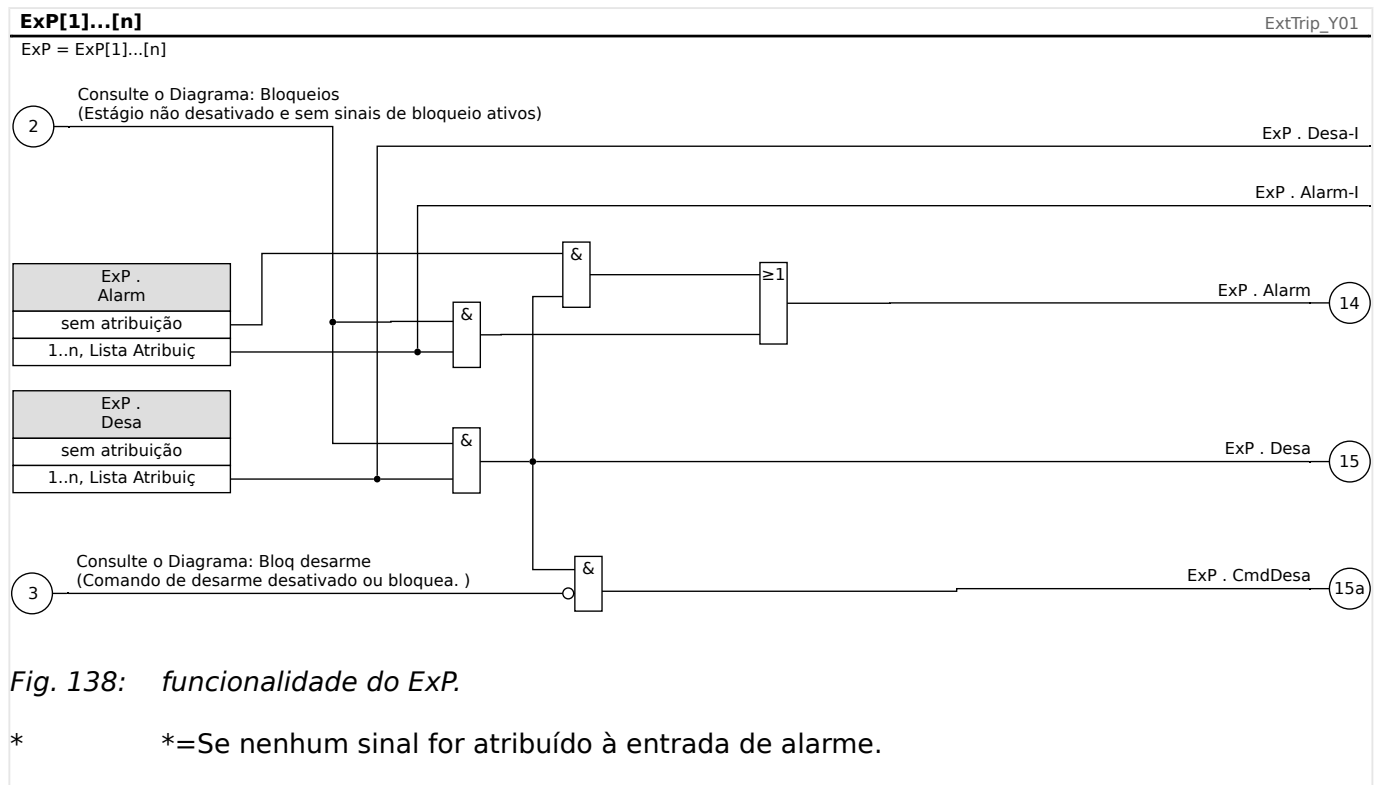 ExP[1]...[n]
ExtTrip_Y01
ExP = ExP[1]...[n]
Consulte o Diagrama: Bloqueios
(Estágio não desativado e sem sinais de bloqueio ativos)
2
ExP . Desa-I
ExP . Alarm-I
&
ExP .
Alarm
≥1
sem atribuição
&
ExP . Alarm
14
1..n, Lista Atribuiç
ExP .
Desa
sem atribuição
&
ExP . Desa
15
1..n, Lista Atribuiç
Consulte o Diagrama: Bloq desarme
(Comando de desarme desativado ou bloquea. )
3
&
ExP . CmdDesa
15a
Fig. 138: funcionalidade do ExP.
* *=Se nenhum sinal for atribuído à entrada de alarme.